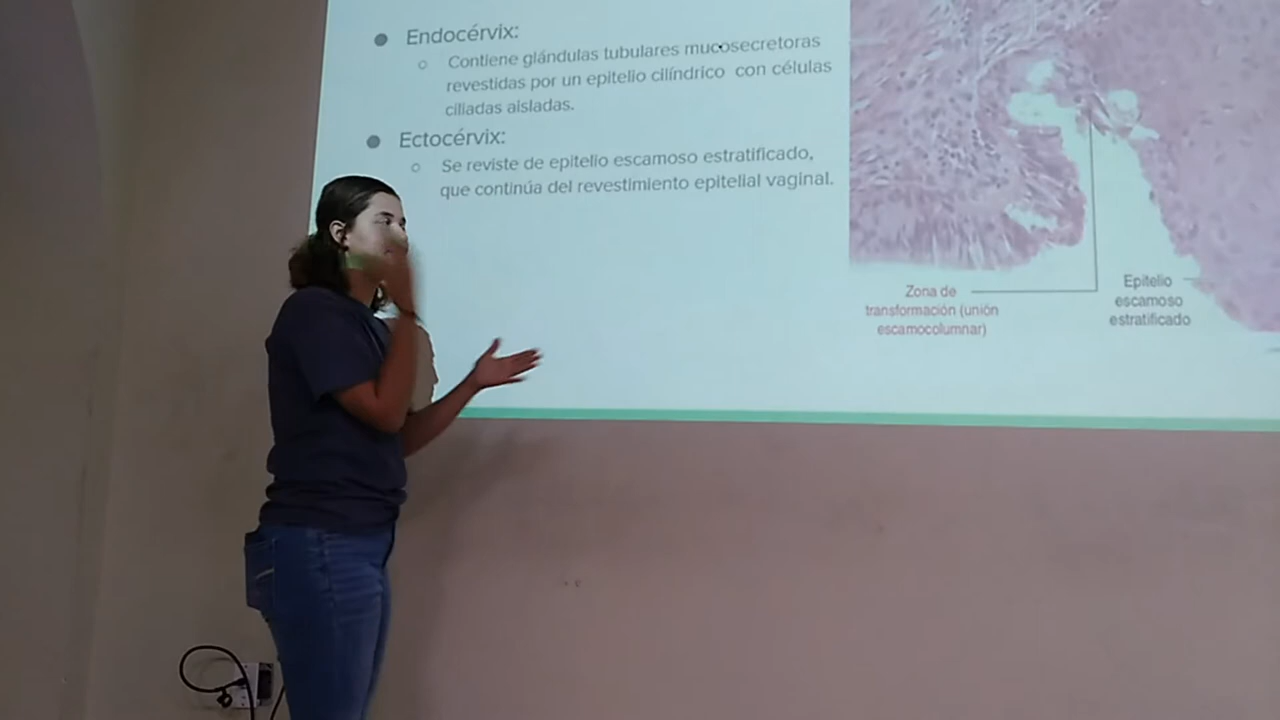 Endocérvix:
Contiene glándulas tubulares mucosecretoras
revestidas por un epitelio cilíndrico con células
ciliadas aisladas.
Ectocérvix:
Se reviste de epitelio escamoso estratificado,
que continúa del revestimiento epitelial vaginal.
Zona de
transformación (unión
escamocolumnar)
Epitelio
escamoso
estratificado